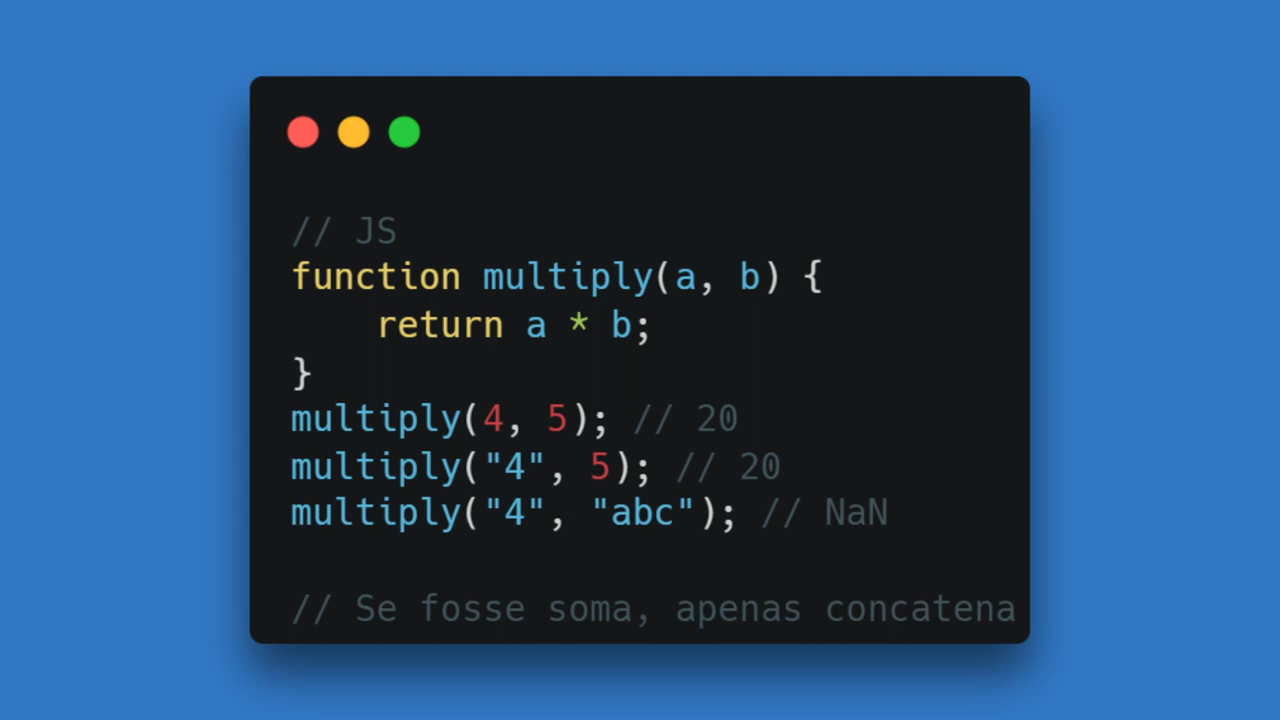 // JS
function multiply(a, b) {
    return a * b;
}
multiply(4, 5); // 20
multiply("4", 5); // 20
multiply("4", "abc"); // NaN

// Se fosse soma, apenas concatena